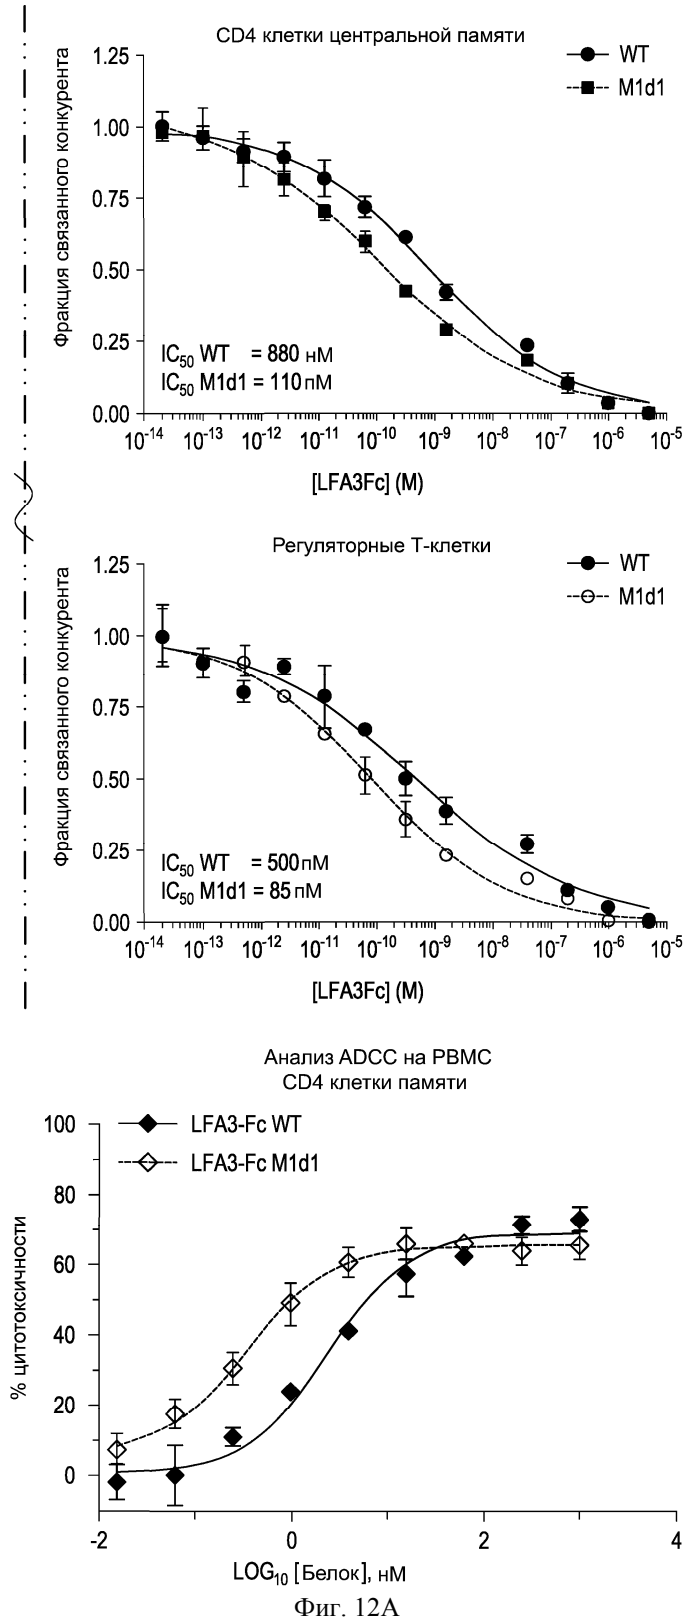 CD4 клетки центральной памяти
WT
M1d1
Фракция связанного конкурента
1.25
1.00
0.75
0.50
0.25
0.00
IC₅₀ WT = 880 нМ
IC₅₀ M1d1 = 110 пМ
10⁻¹⁴ 10⁻¹³ 10⁻¹² 10⁻¹¹ 10⁻¹⁰ 10⁻⁹ 10⁻⁸ 10⁻⁷ 10⁻⁶ 10⁻⁵
[LFA3Fc] (M)
Регуляторные Т-клетки
WT
M1d1
Фракция связанного конкурента
1.25
1.00
0.75
0.50
0.25
0.00
IC₅₀ WT = 500 пМ
IC₅₀ M1d1 = 85 пМ
10⁻¹⁴ 10⁻¹³ 10⁻¹² 10⁻¹¹ 10⁻¹⁰ 10⁻⁹ 10⁻⁸ 10⁻⁷ 10⁻⁶ 10⁻⁵
[LFA3Fc] (M)
Анализ ADCC на PBMC
CD4 клетки памяти
LFA3-Fc WT
LFA3-Fc M1d1
% цитотоксичности
100
80
60
40
20
0
-2 0 2 4
LOG₁₀ [Белок], нМ
Фиг. 12A